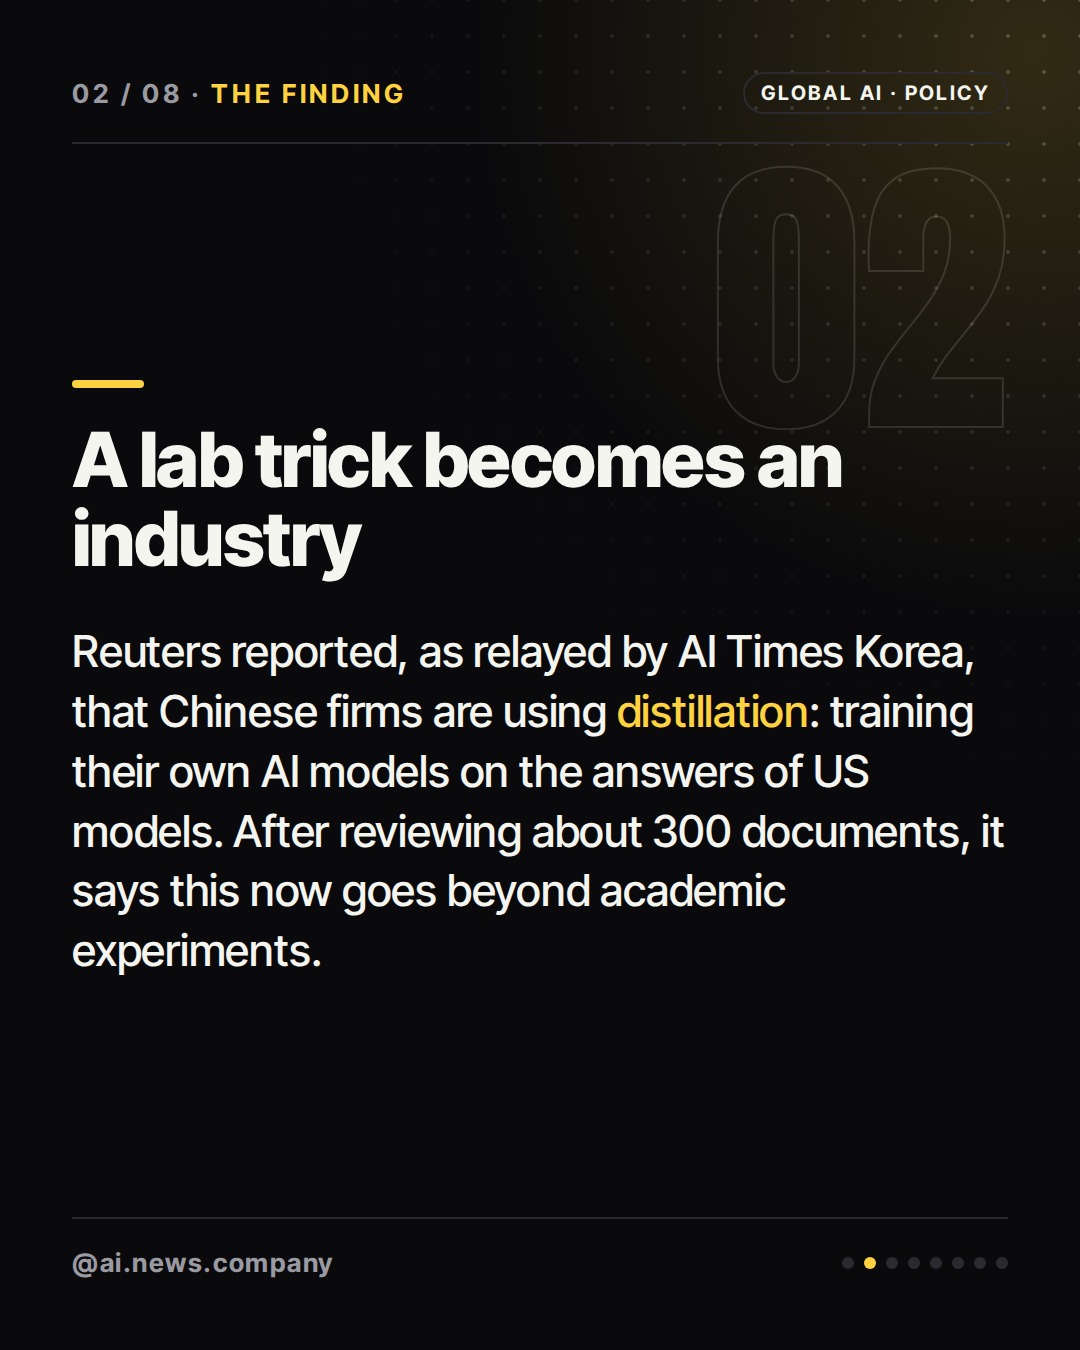 02 / 08 · THE FINDING
GLOBAL AI · POLICY
02
A lab trick becomes an
industry
Reuters reported, as relayed by AI Times Korea,
that Chinese firms are using distillation: training
their own AI models on the answers of US
models. After reviewing about 300 documents, it
says this now goes beyond academic
experiments.
@ai.news.company